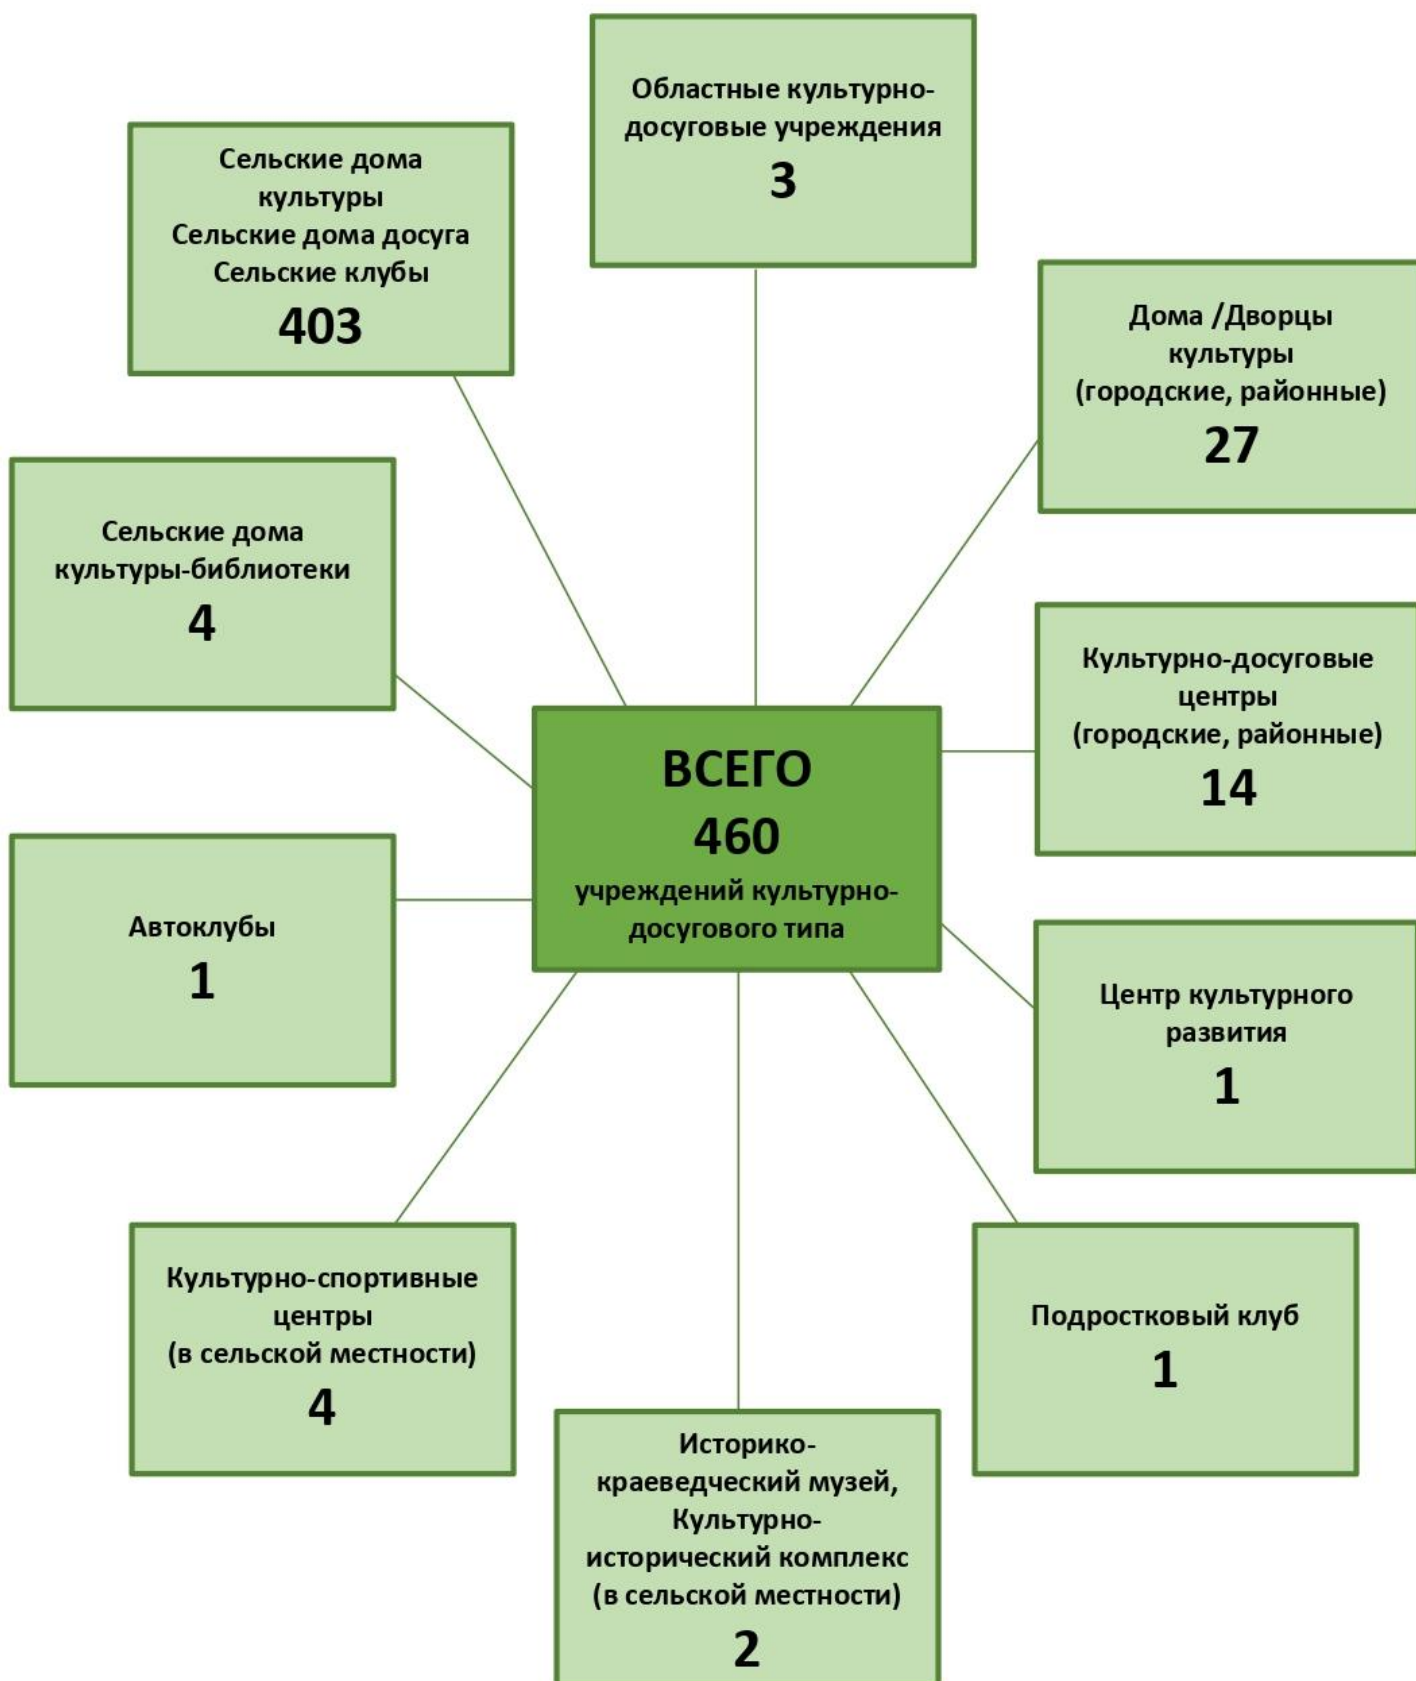 Областные культурно-
досуговые учреждения
3
Сельские дома
культуры
Сельские дома досуга
Сельские клубы
403
Дома /Дворцы
культуры
(городские, районные)
27
Сельские дома
культуры-библиотеки
4
Культурно-досуговые
центры
(городские, районные)
14
ВСЕГО
460
учреждений культурно-
досугового типа
Автоклубы
1
Центр культурного
развития
1
Культурно-спортивные
центры
(в сельской местности)
4
Подростковый клуб
1
Историко-
краеведческий музей,
Культурно-
исторический комплекс
(в сельской местности)
2